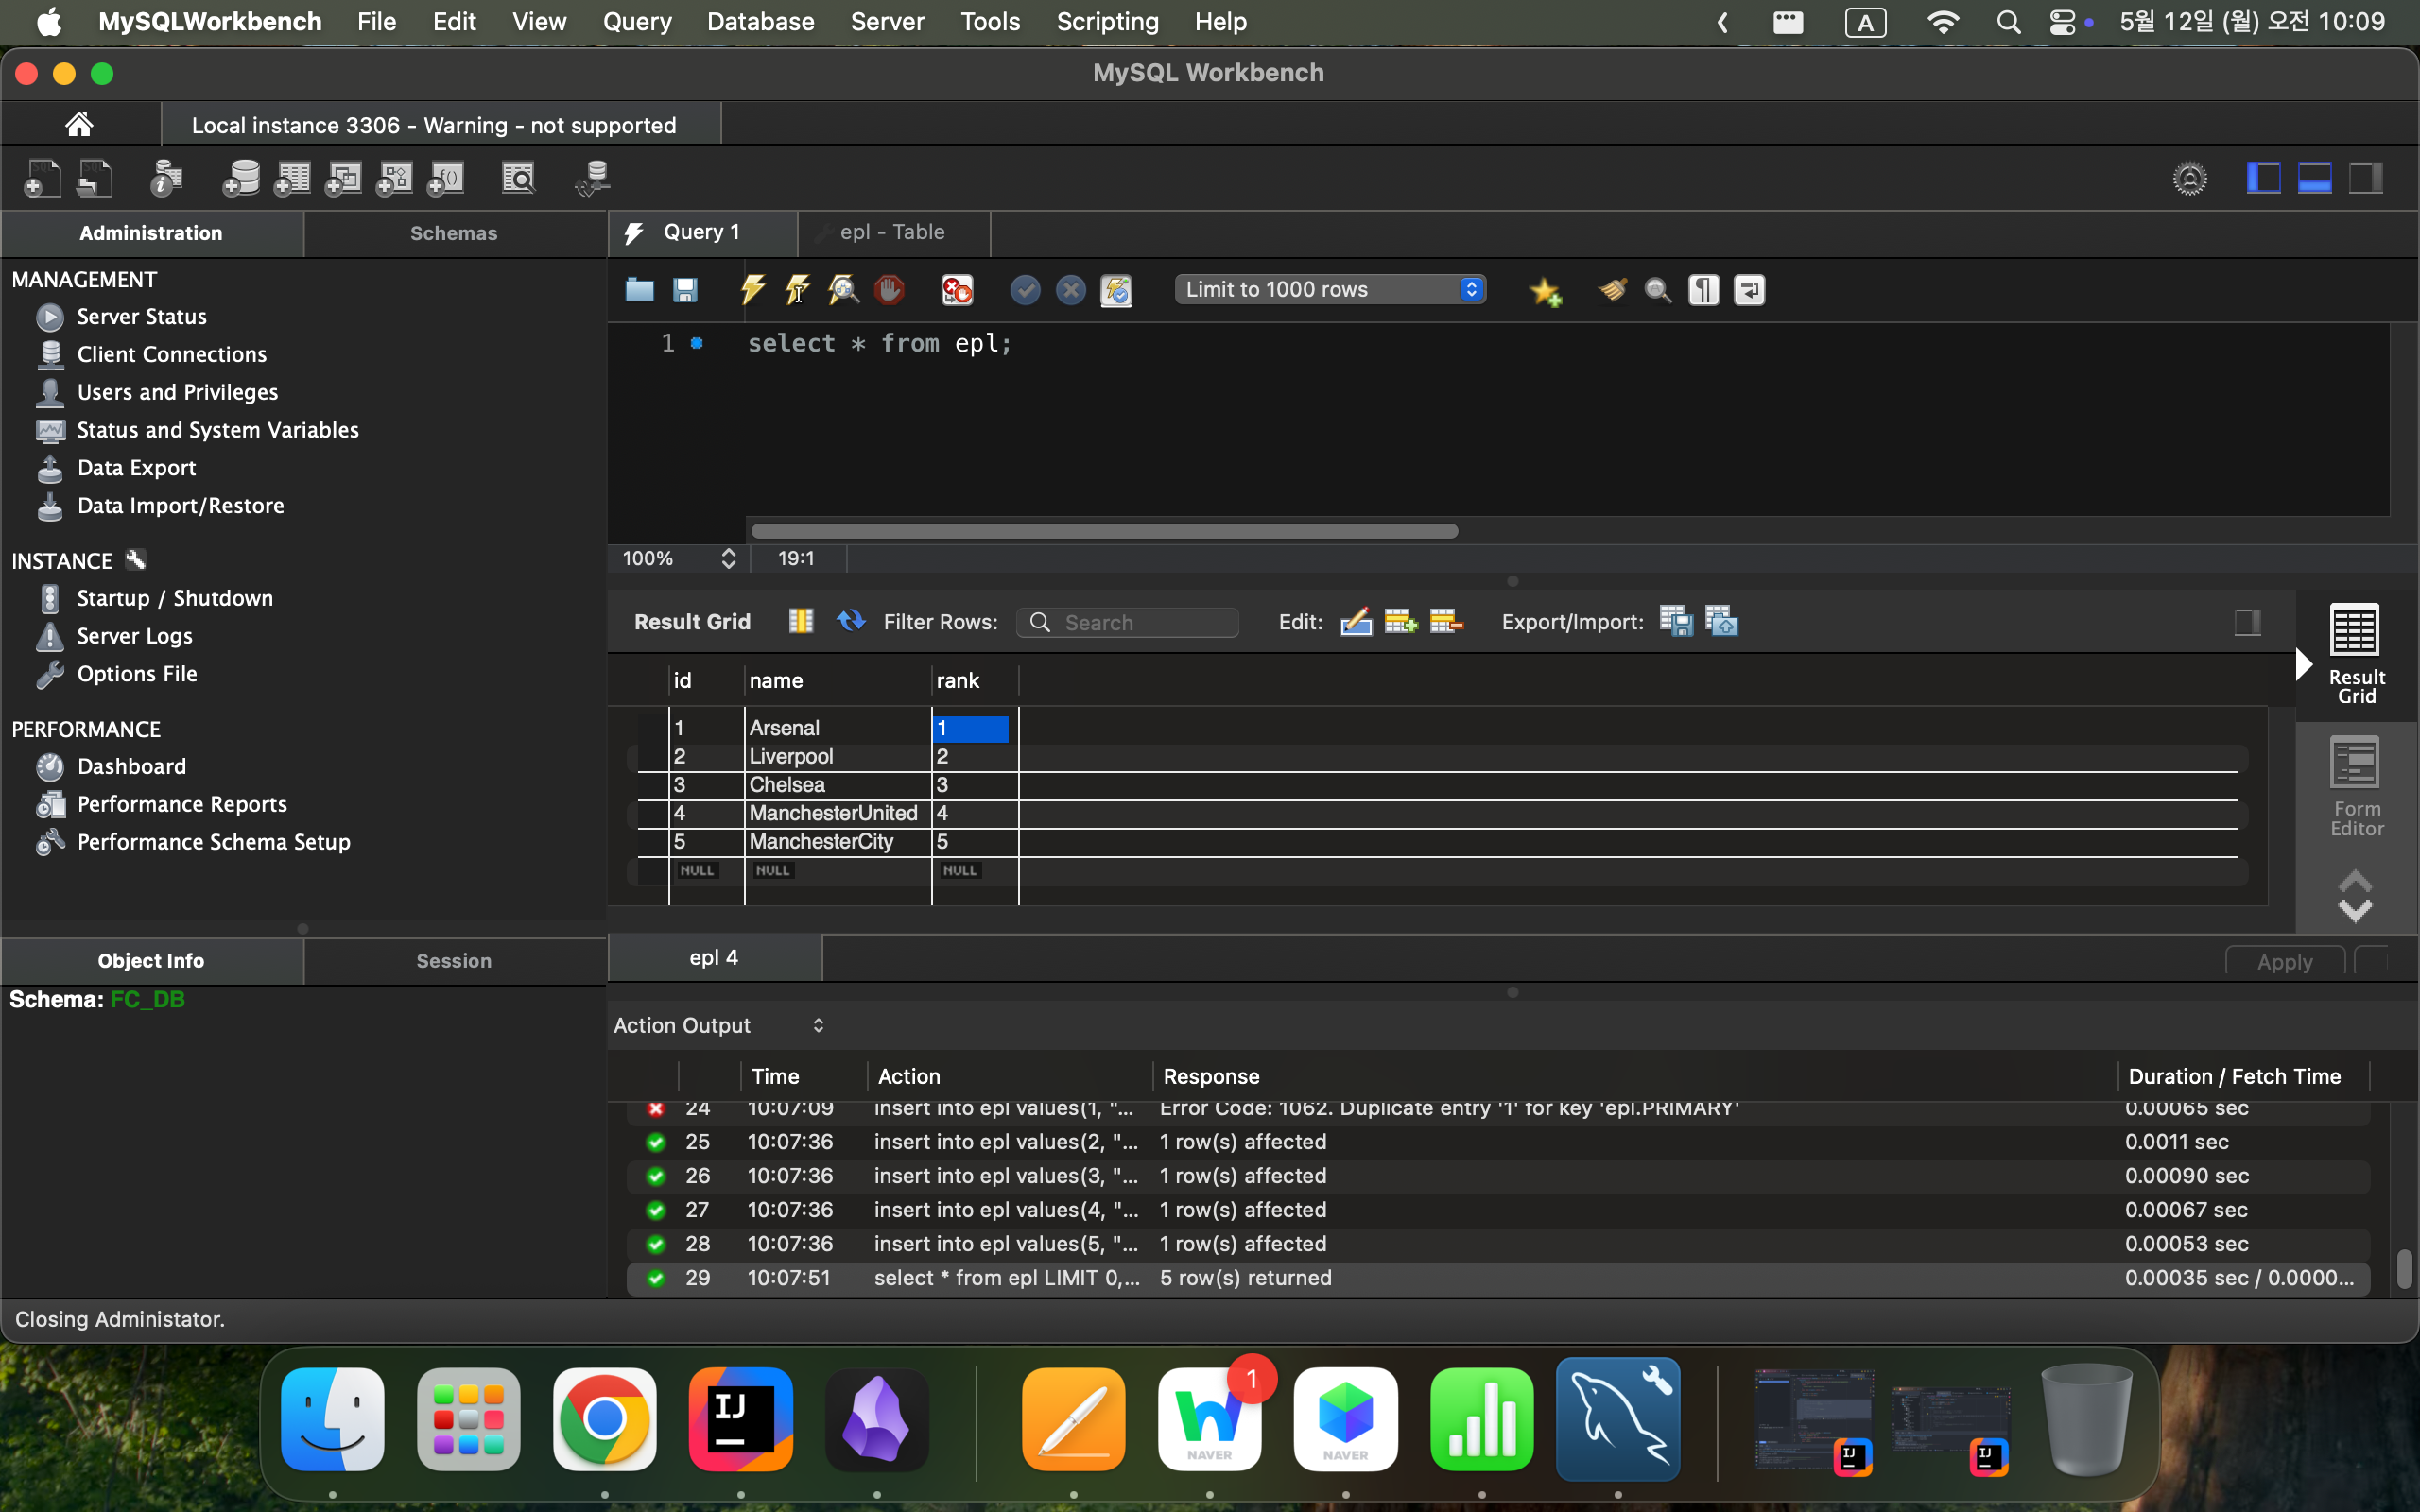 MySQLWorkbench File Edit View Query Database Server Tools Scripting Help A 5월 12일 (월) 오전 10:09
MySQL Workbench
Local instance 3306 - Warning - not supported
Administration Schemas
Query 1 epl - Table
MANAGEMENT
Server Status
Client Connections
Users and Privileges
Status and System Variables
Data Export
Data Import/Restore
INSTANCE
Startup / Shutdown
Server Logs
Options File
PERFORMANCE
Dashboard
Performance Reports
Performance Schema Setup
Limit to 1000 rows
1 select * from epl;
100% 19:1
Result Grid Filter Rows: Search Edit: Export/Import:
id name rank
1 Arsenal 1
2 Liverpool 2
3 Chelsea 3
4 ManchesterUnited 4
5 ManchesterCity 5
NULL NULL NULL
Result
Grid
Form
Editor
epl 4 Apply
Object Info Session
Schema: FC_DB
Action Output
Time Action Response Duration / Fetch Time
24 10:07:09 insert into epl values(1, "... Error Code: 1062. Duplicate entry '1' for key 'epl.PRIMARY' 0.00065 sec
25 10:07:36 insert into epl values(2, "... 1 row(s) affected 0.0011 sec
26 10:07:36 insert into epl values(3, "... 1 row(s) affected 0.00090 sec
27 10:07:36 insert into epl values(4, "... 1 row(s) affected 0.00067 sec
28 10:07:36 insert into epl values(5, "... 1 row(s) affected 0.00053 sec
29 10:07:51 select * from epl LIMIT 0,... 5 row(s) returned 0.00035 sec / 0.0000...
Closing Administator.
IJ
1
NAVER
NAVER
IJ
IJ